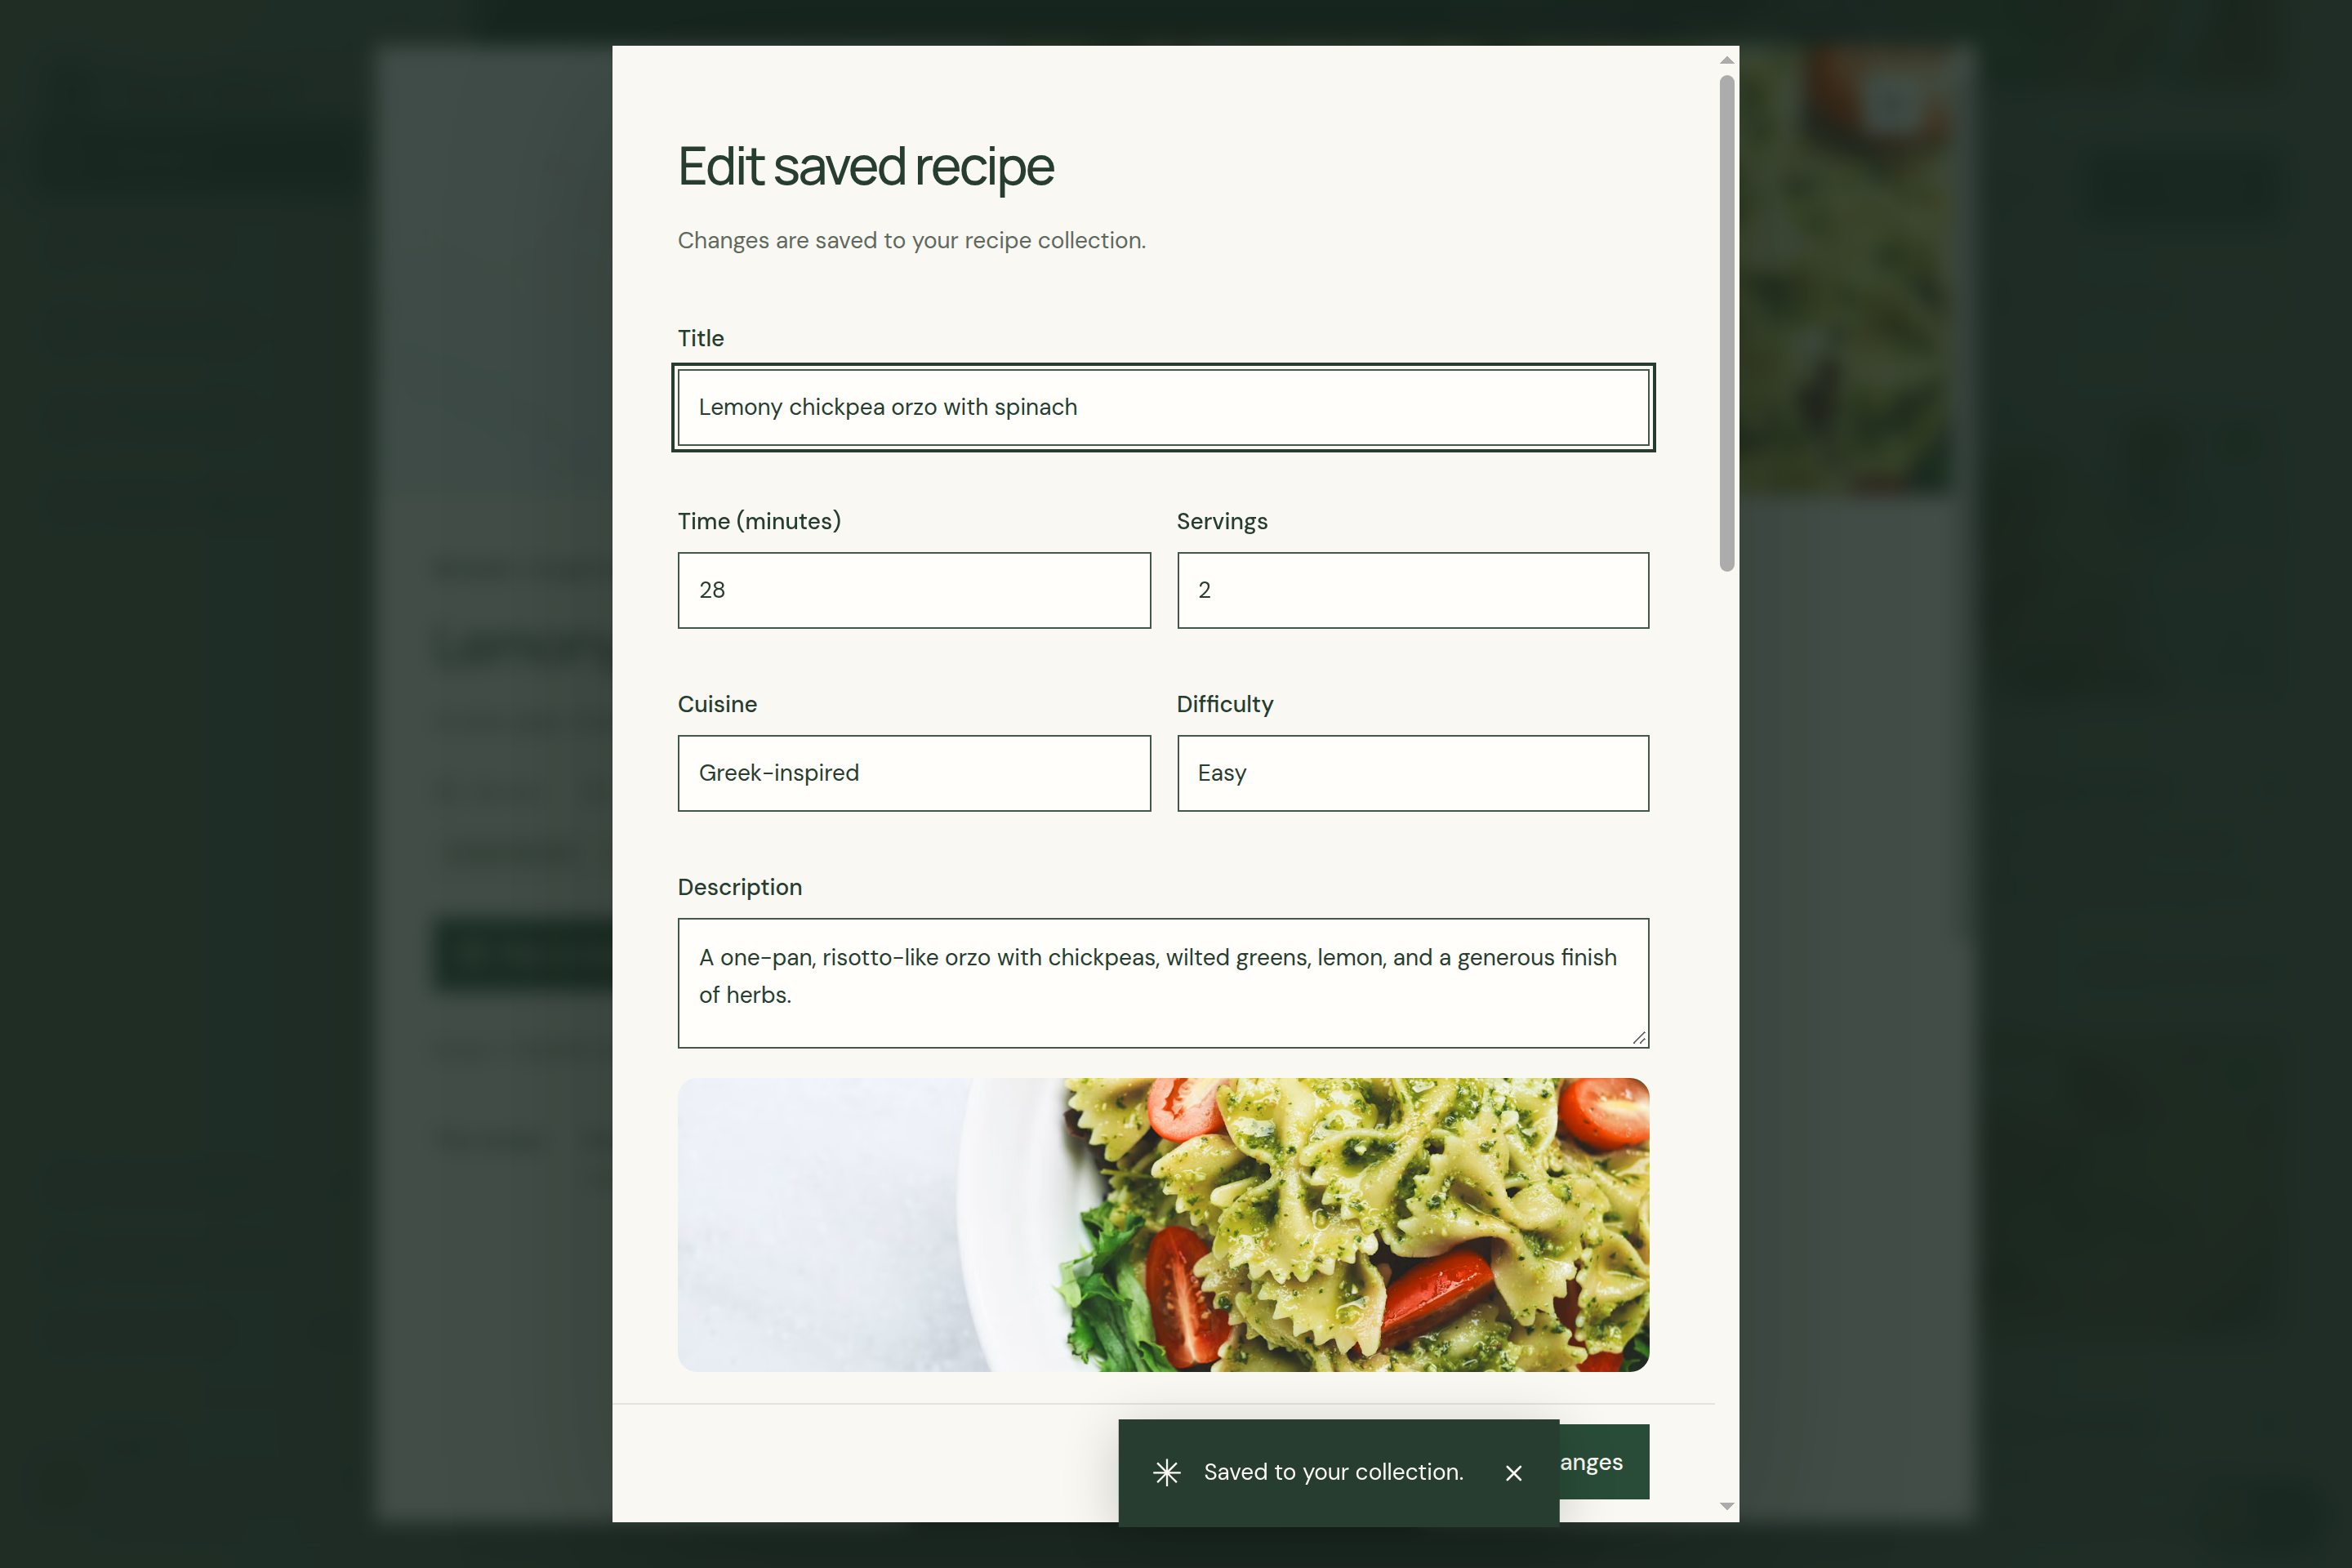 Edit saved recipe
Changes are saved to your recipe collection.
Title
Lemony chickpea orzo with spinach
Time (minutes)
Servings
28
2
Cuisine
Difficulty
Greek-inspired
Easy
Description
A one-pan, risotto-like orzo with chickpeas, wilted greens, lemon, and a generous finish
of herbs.
Saved to your collection.
anges